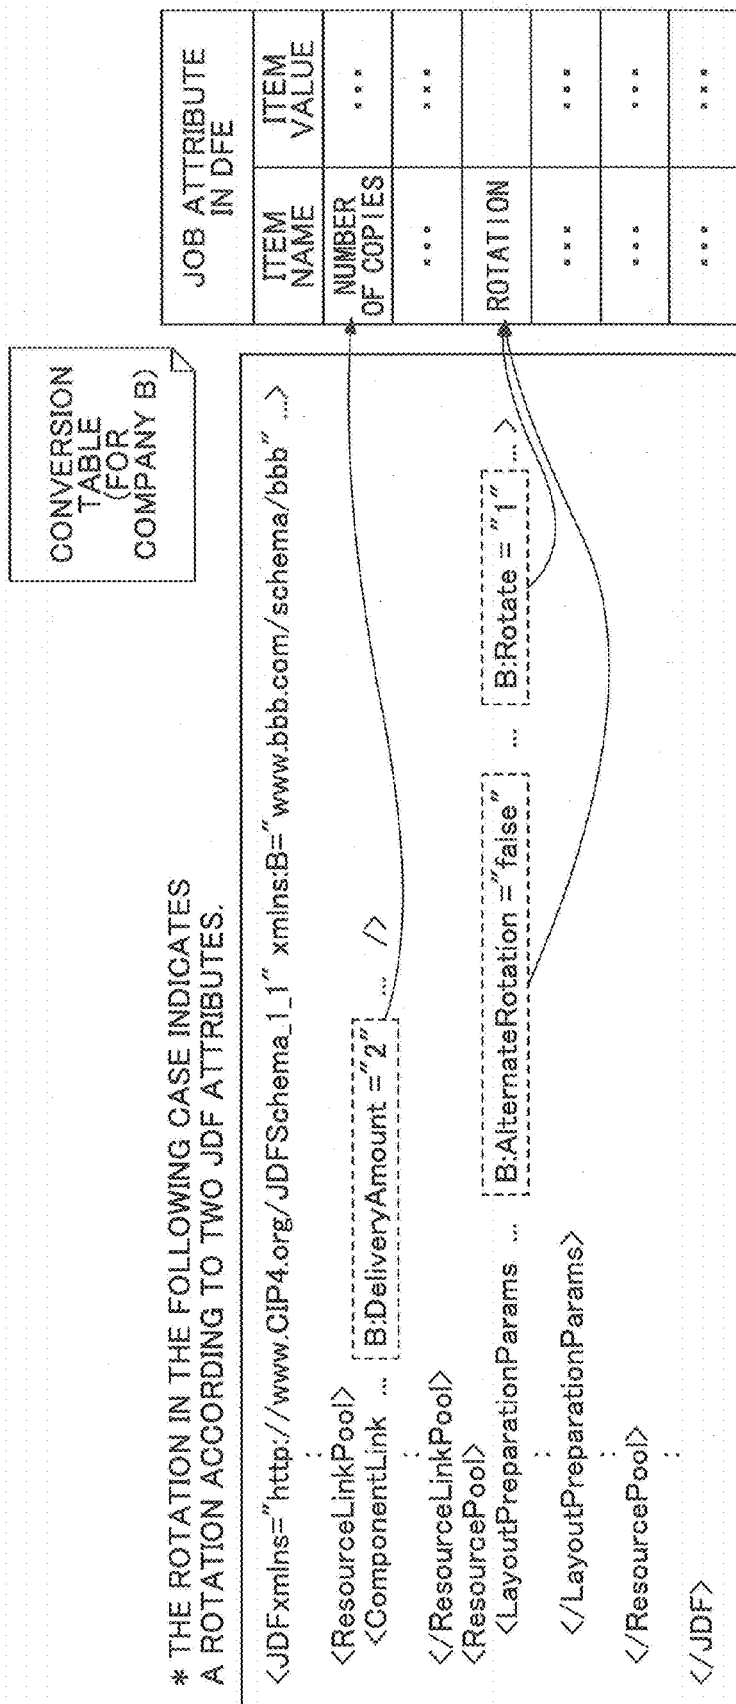 CONVERSION
TABLE
(FOR
COMPANY B)
* THE ROTATION IN THE FOLLOWING CASE INDICATES
A ROTATION ACCORDING TO TWO JDF ATTRIBUTES.
<JDFxmlns="http://www.CIP4.org/JDFSchema_1_1" xmlns:B="www.bbb.com/schema/bbb" ...>
:
<ResourceLinkPool>
<ComponentLink ... B:DeliveryAmount ="2" ... />
:
</ResourceLinkPool>
<ResourcePool>
<LayoutPreparationParams ... B:AlternateRotation ="false" ... B:Rotate = "1" ... >
:
</LayoutPreparationParams>
:
</ResourcePool>
:
</JDF>
JOB ATTRIBUTE
IN DFE
ITEM NAME ITEM VALUE
NUMBER OF COPIES ...
... ...
ROTATION
... ...
... ...
... ...